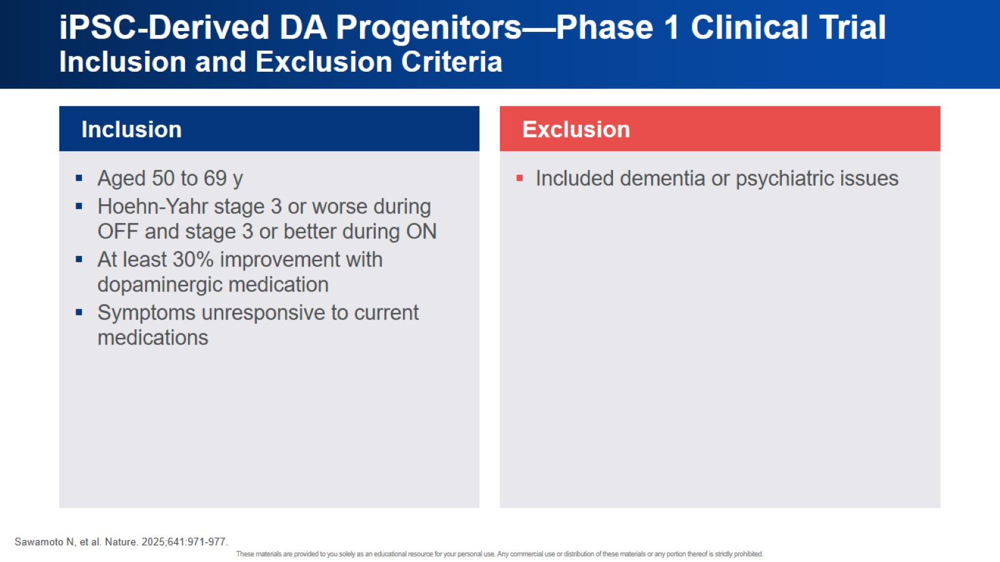 iPSC-Derived DA Progenitors—Phase 1 Clinical Trial
Inclusion and Exclusion Criteria
Inclusion
▪ Aged 50 to 69 y
▪ Hoehn-Yahr stage 3 or worse during
OFF and stage 3 or better during ON
▪ At least 30% improvement with
dopaminergic medication
▪ Symptoms unresponsive to current
medications
Exclusion
▪ Included dementia or psychiatric issues
Sawamoto N, et al. Nature. 2025;641:971-977.
These materials are provided to you solely as an educational resource for your personal use. Any commercial use or distribution of these materials or any portion thereof is strictly prohibited.